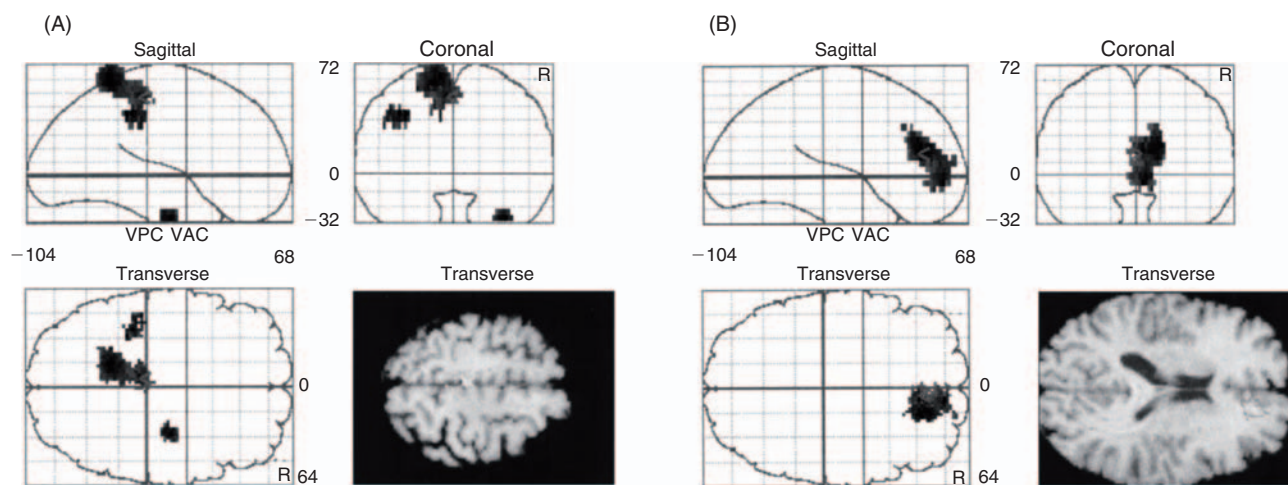 (A)
Sagittal
Coronal
72
R
0
−32
VPC VAC
−104
68
Transverse
Transverse
0
R
64
(B)
Sagittal
Coronal
72
R
0
−32
VPC VAC
−104
68
Transverse
Transverse
0
R
64